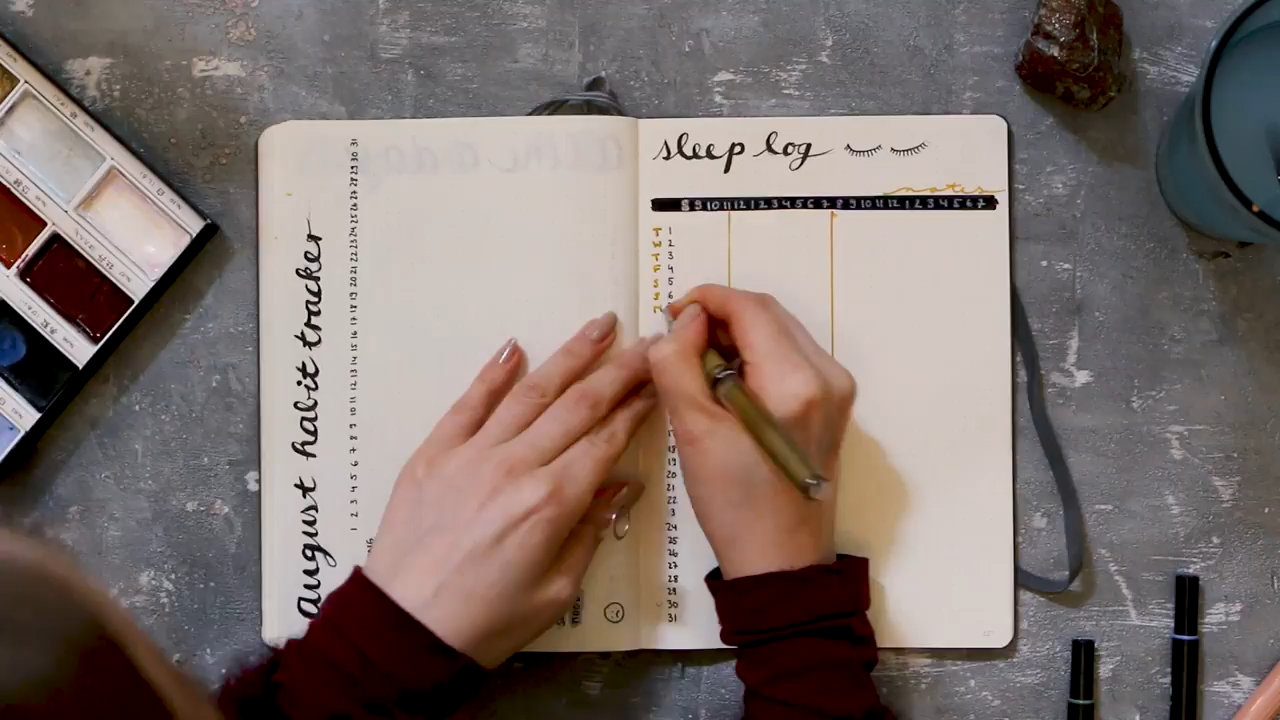 august habit tracker
1 2 3 4 5 6 7 8 9 10 11 12 13 14 15 16 17 18 19 20 21 22 23 24 25 26 27 28 29 30 31
sleep log
notes
8 9 10 11 12 1 2 3 4 5 6 7 8 9 10 11 12 1 2 3 4 5 6 7
T 1
W 2
T 3
F 4
S 5
S 6
M
18
19
20
21
22
3
24
25
26
27
28
29
30
31